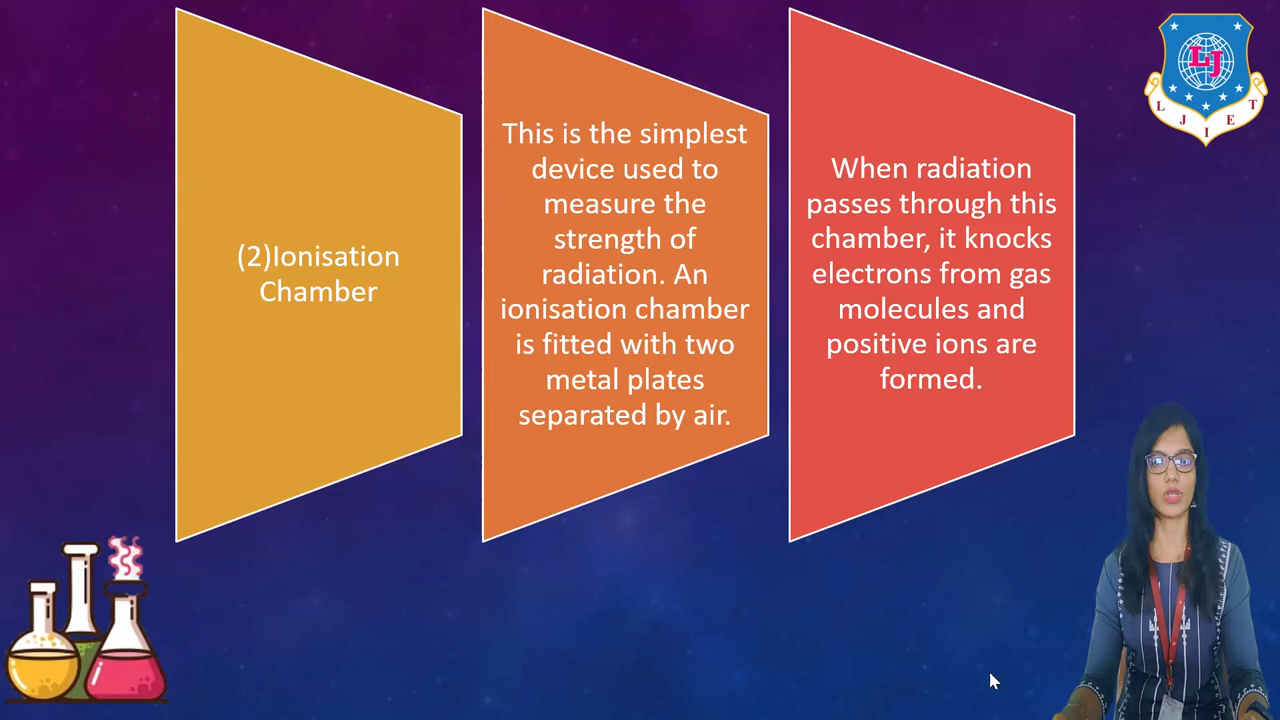 (2)Ionisation
Chamber
This is the simplest
device used to
measure the
strength of
radiation. An
ionisation chamber
is fitted with two
metal plates
separated by air.
When radiation
passes through this
chamber, it knocks
electrons from gas
molecules and
positive ions are
formed.
LJ
L J I E T